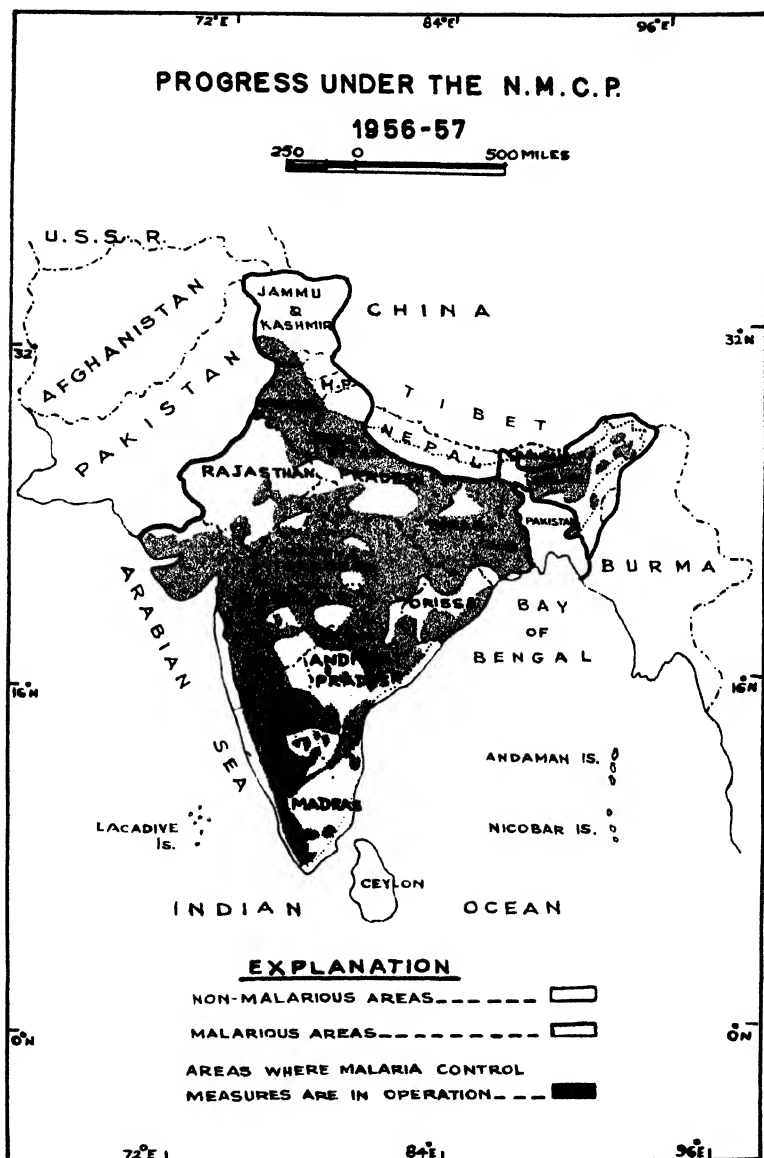 72°E 84°E 96°E
PROGRESS UNDER THE N.M.C.P.
1956-57
250 0 500 MILES
U.S.S.R.
JAMMU
&
KASHMIR
CHINA
AFGHANISTAN
32° 32°N
PAKISTAN
H.P.
TIBET
NEPAL
RAJASTHAN
PRADESH
PAKISTAN
BURMA
ARABIAN
SEA
ORISSA
BAY
OF
BENGAL
ANDHRA
PRADESH
16°N 16°N
ANDAMAN IS.
MADRAS
LACADIVE
IS.
NICOBAR IS.
CEYLON
INDIAN OCEAN
EXPLANATION
NON-MALARIOUS AREAS
MALARIOUS AREAS
0°N 0°N
AREAS WHERE MALARIA CONTROL
MEASURES ARE IN OPERATION
72°E 84°E 96°E